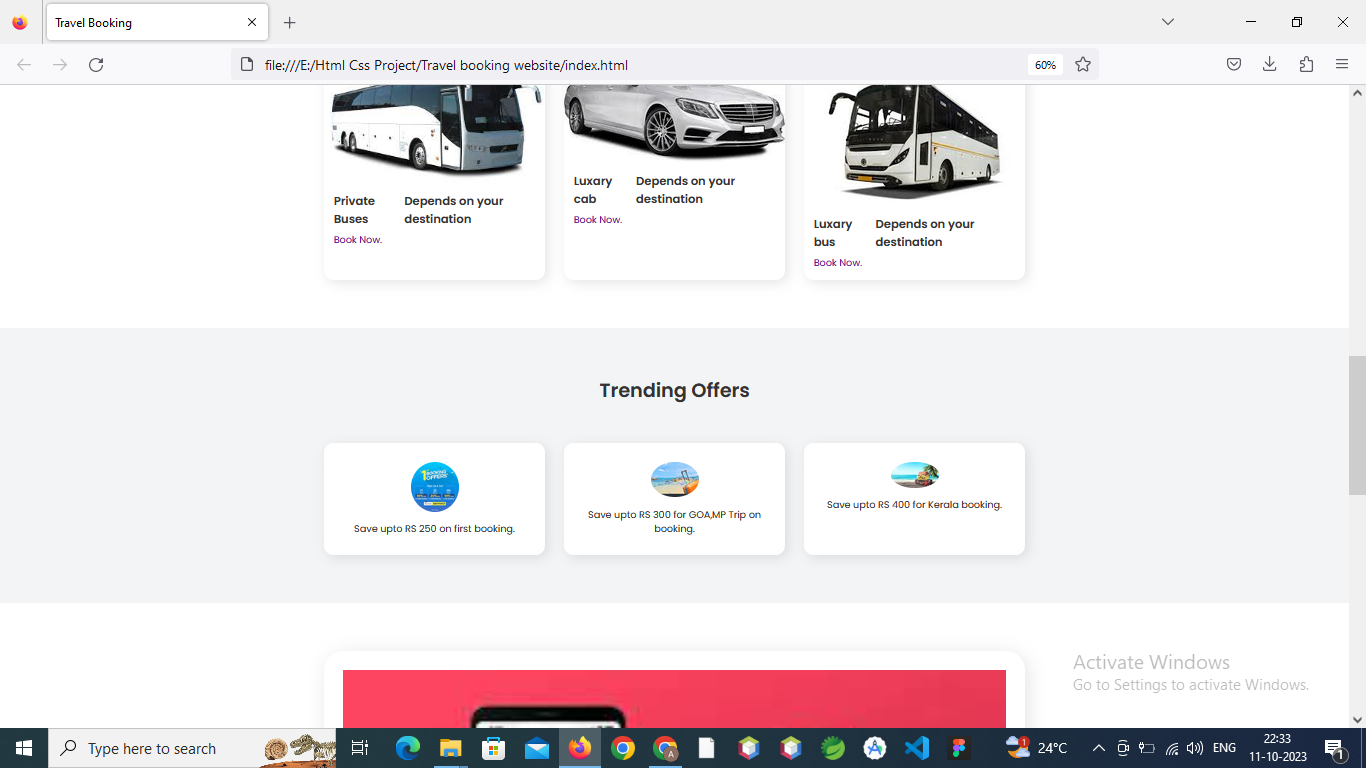 Travel Booking
file:///E:/Html Css Project/Travel booking website/index.html
60%
Private Buses
Depends on your destination
Book Now.
Luxary cab
Depends on your destination
Book Now.
Luxary bus
Depends on your destination
Book Now.
Trending Offers
BOOKING
OFFERS
Save upto RS 250 on first booking.
Save upto RS 300 for GOA,MP Trip on
booking.
Save upto RS 400 for Kerala booking.
Activate Windows
Go to Settings to activate Windows.
Type here to search
1
24°C
ENG
22:33
11-10-2023
1